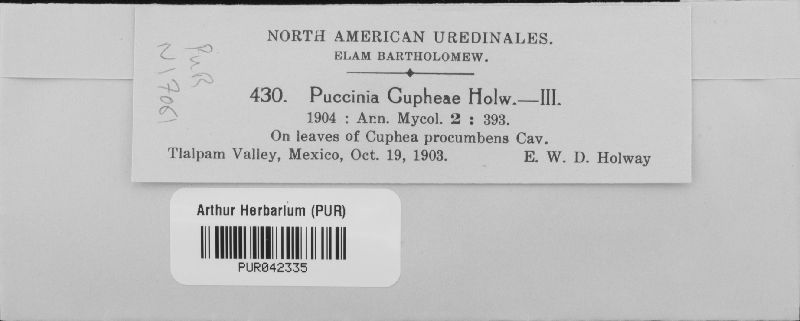 NORTH AMERICAN UREDINALES.
ELAM BARTHOLOMEW.
430. Puccinia Cupheae Holw.—III.
1904 : Ann. Mycol. 2 : 393.
On leaves of Cuphea procumbens Cav.
Tlalpam Valley, Mexico, Oct. 19, 1903. E. W. D. Holway
PUR
N17061
Arthur Herbarium (PUR)
PUR042335